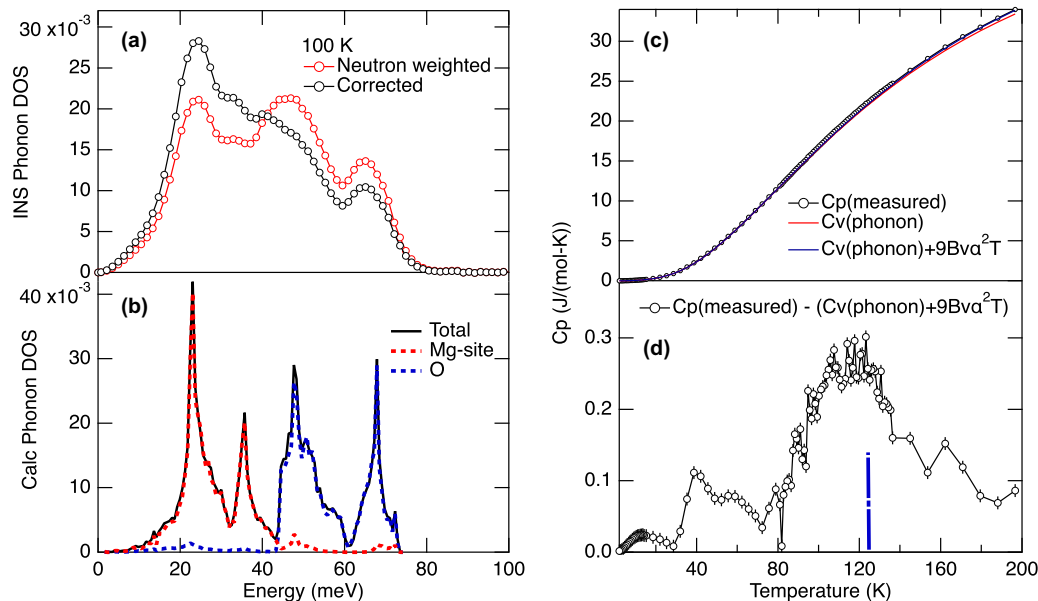 30 x10⁻³
25
20
15
10
5
0
INS Phonon DOS
(a)
100 K
Neutron weighted
Corrected
40 x10⁻³
30
20
10
0
Calc Phonon DOS
(b)
Total
Mg-site
O
0 20 40 60 80 100
Energy (meV)
30
25
20
15
10
5
0
(c)
Cp(measured)
Cv(phonon)
Cv(phonon)+9Bvα²T
Cp (J/(mol-K))
0.3
0.2
0.1
0.0
Cp(measured) - (Cv(phonon)+9Bvα²T)
(d)
40 80 120 160 200
Temperature (K)